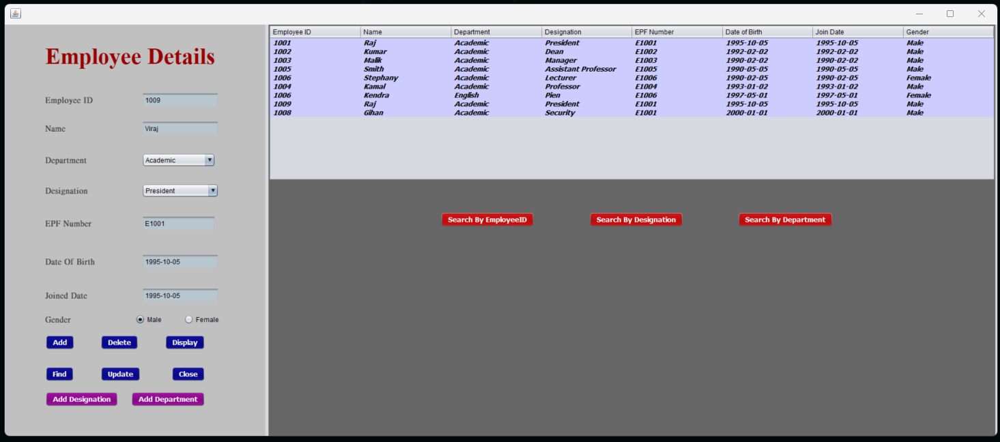 Employee Details
Employee ID 1009
Name Viraj
Department Academic
Designation President
EPF Number E1001
Date Of Birth 1995-10-05
Joined Date 1995-10-05
Gender Male Female
Add Delete Display
Find Update Close
Add Designation Add Department
Employee ID Name Department Designation EPF Number Date of Birth Join Date Gender
1001 Raj Academic President E1001 1995-10-05 1995-10-05 Male
1002 Kumar Academic Dean E1002 1992-02-02 1992-02-02 Male
1003 Malik Academic Manager E1003 1990-02-02 1990-02-02 Male
1005 Smith Academic Assistant Professor E1005 1990-05-05 1990-05-05 Male
1006 Stephany Academic Lecturer E1006 1990-02-05 1990-02-05 Female
1004 Kamal Academic Professor E1004 1993-01-02 1993-01-02 Male
1006 Kendra English Pien E1006 1997-05-01 1997-05-01 Female
1009 Raj Academic President E1001 1995-10-05 1995-10-05 Male
1008 Gihan Academic Security E1001 2000-01-01 2000-01-01 Male
Search By EmployeeID Search By Designation Search By Department